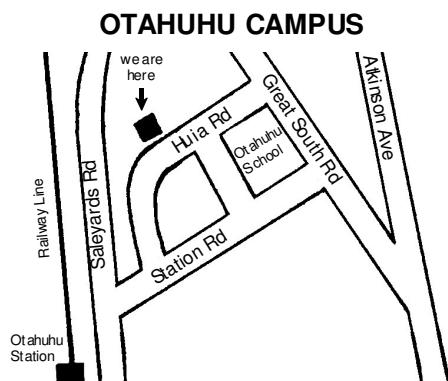 OTAHUHU CAMPUS
we are
here
Huia Rd
Great South Rd
Atkinson Ave
Otahuhu
School
Saleyards Rd
Railway Line
Station Rd
Otahuhu
Station